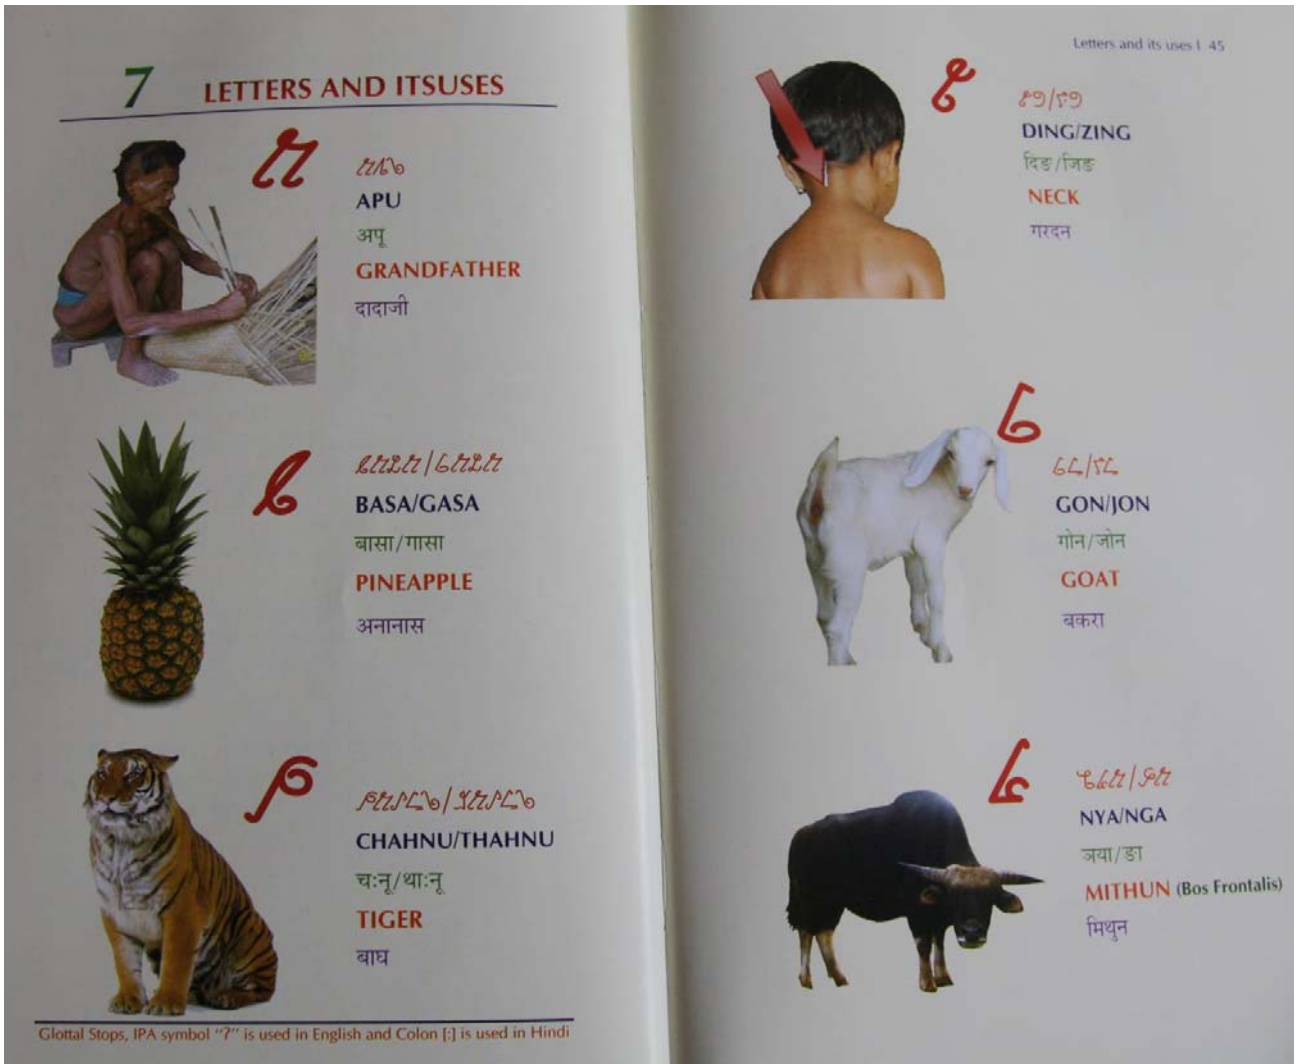 7 LETTERS AND ITSUSES
APU
अपू
GRANDFATHER
दादाजी
BASA/GASA
बासा/गासा
PINEAPPLE
अनानास
CHAHNU/THAHNU
चःनू/थाःनू
TIGER
बाघ
Glottal Stops, IPA symbol "?" is used in English and Colon [:] is used in Hindi
Letters and its uses I 45
DING/ZING
दिङ/जिङ
NECK
गरदन
GON/JON
गोन/जोन
GOAT
बकरा
NYA/NGA
ञया/ङा
MITHUN (Bos Frontalis)
मिथुन